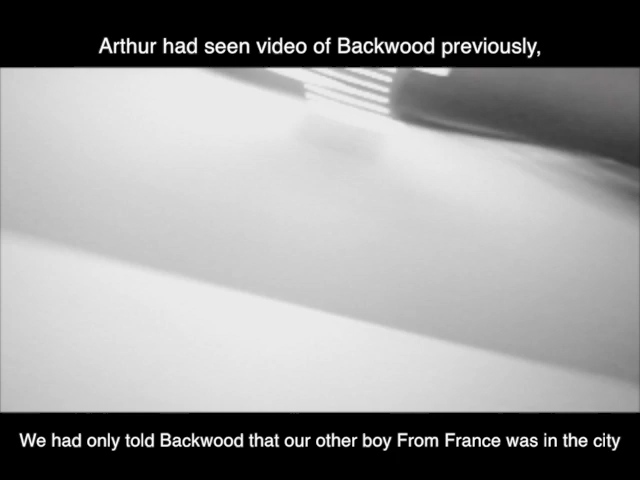 Arthur had seen video of Backwood previously,
We had only told Backwood that our other boy From France was in the city